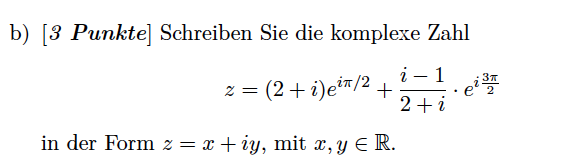 b) [3 Punkte] Schreiben Sie die komplexe Zahl
z = (2 + i)e^{iπ/2} + \frac{i − 1}{2 + i} · e^{i\frac{3π}{2}}
in der Form z = x + iy, mit x, y ∈ ℝ.